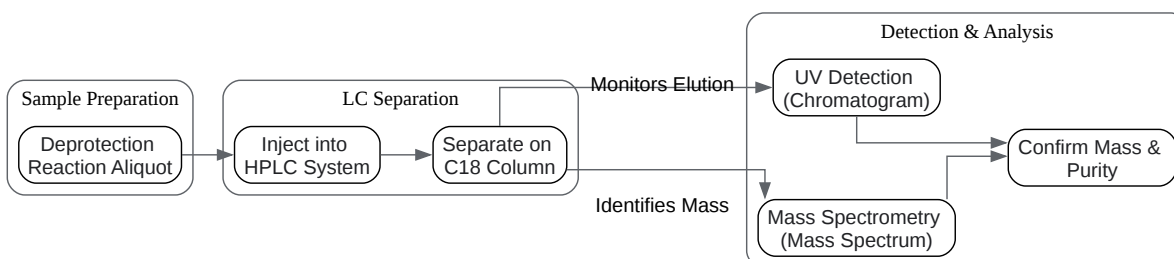 Detection & Analysis
Monitors Elution
UV Detection
(Chromatogram)
Sample Preparation
LC Separation
Deprotection
Reaction Aliquot
Inject into
HPLC System
Separate on
C18 Column
Confirm Mass &
Purity
Identifies Mass
Mass Spectrometry
(Mass Spectrum)